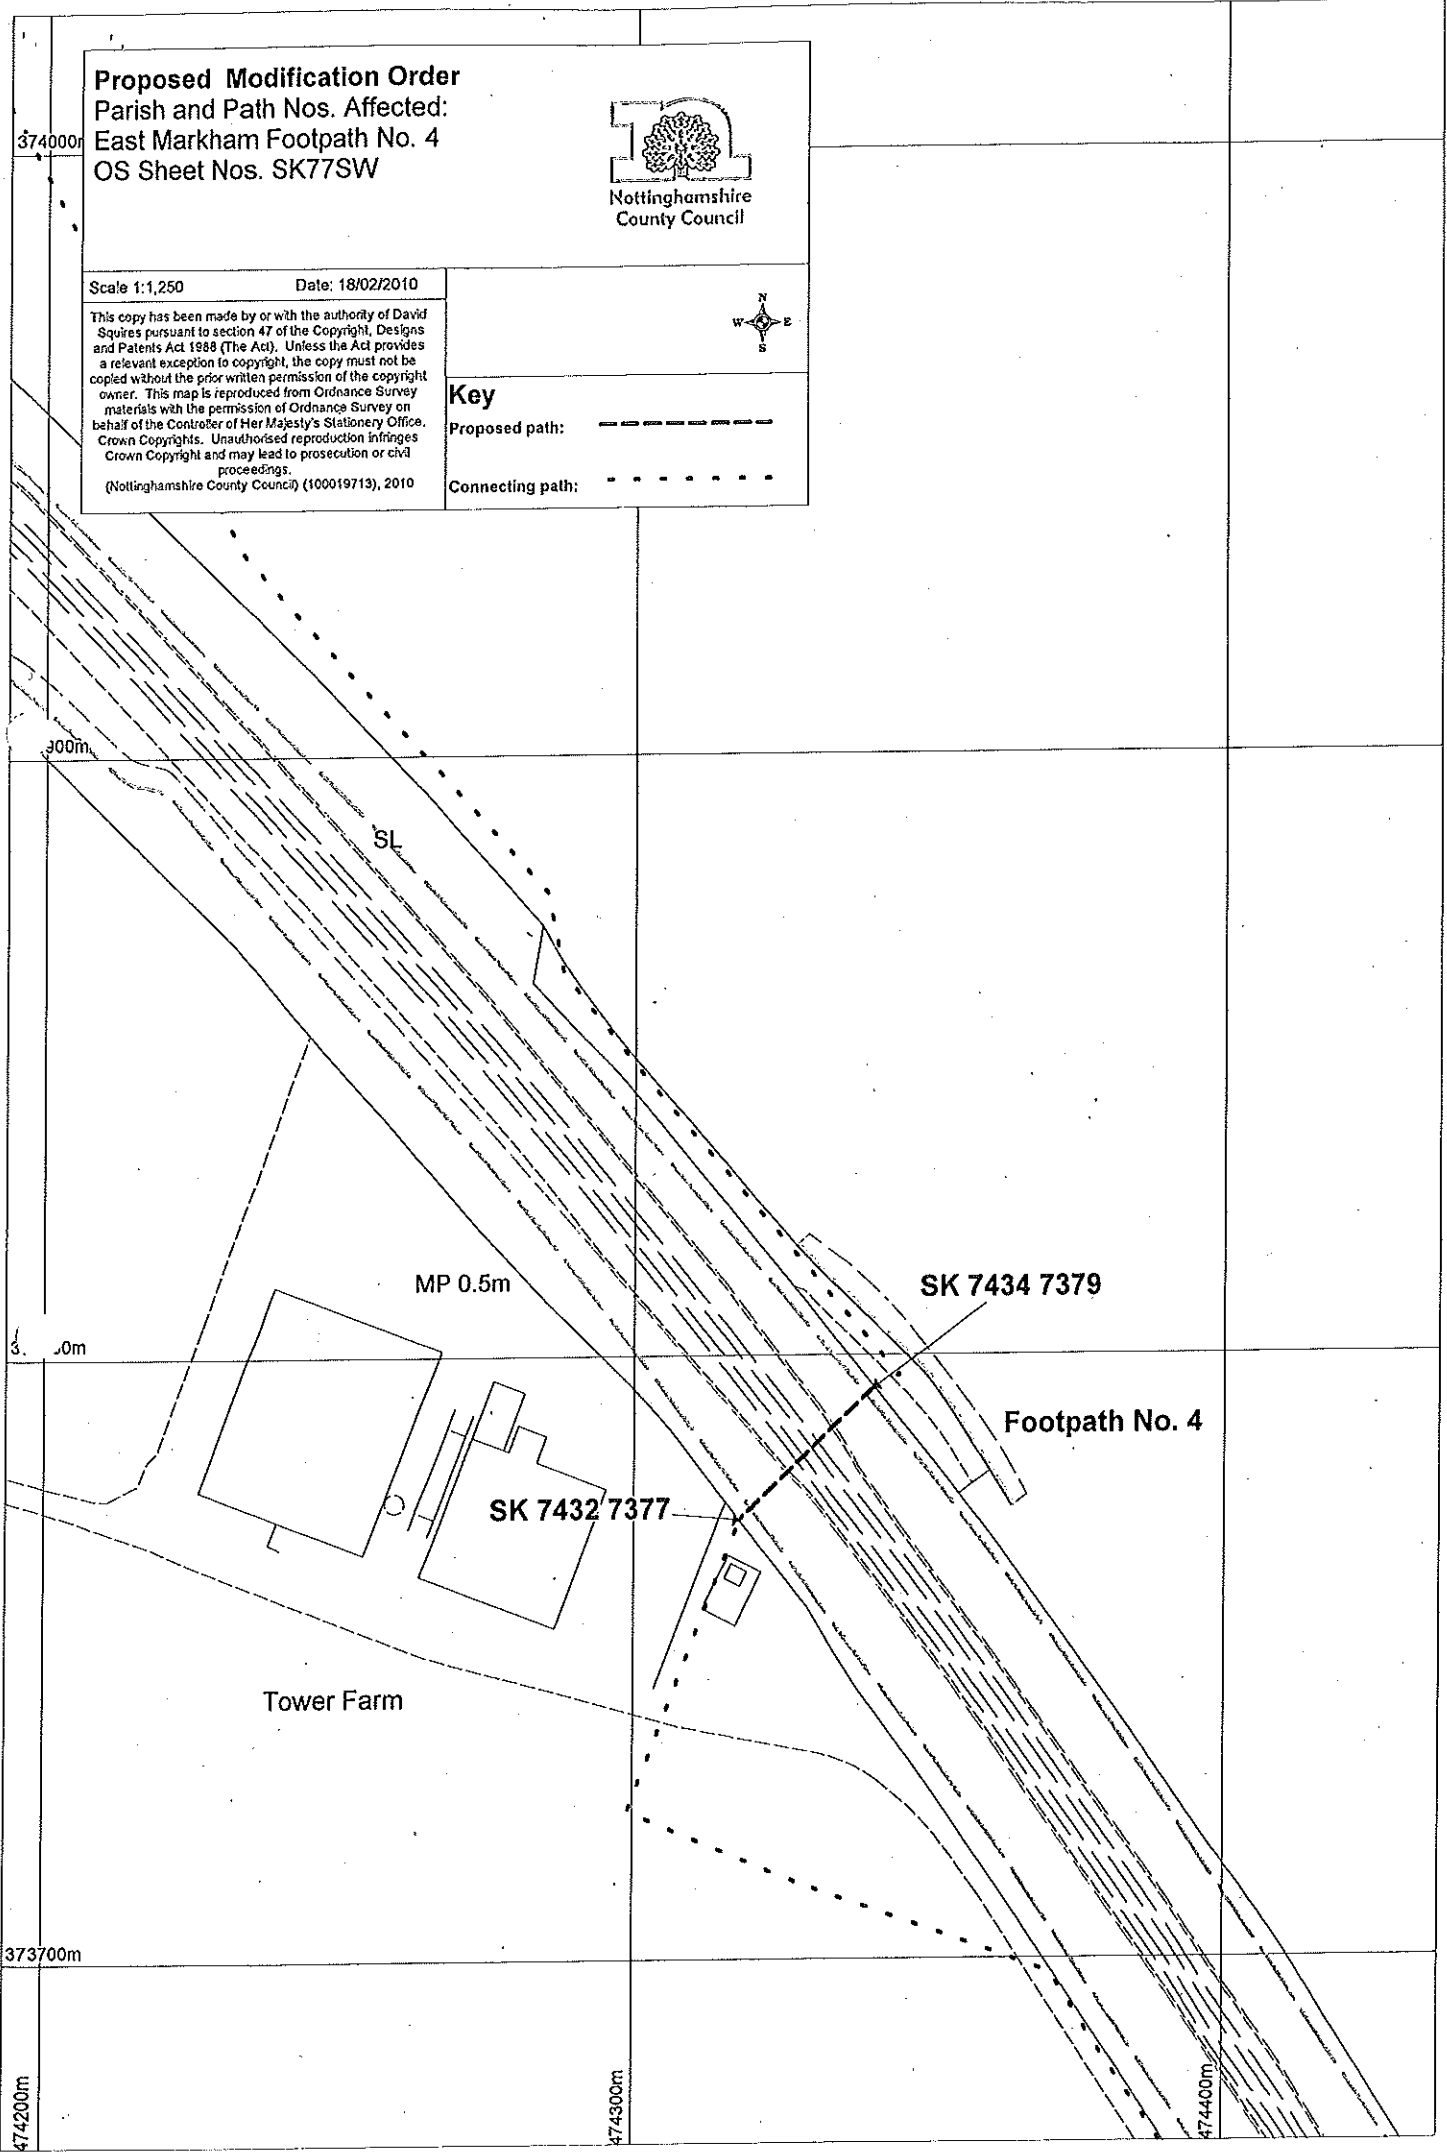 Proposed Modification Order
Parish and Path Nos. Affected:
East Markham Footpath No. 4
OS Sheet Nos. SK77SW
Nottinghamshire
County Council
Scale 1:1,250 Date: 18/02/2010
This copy has been made by or with the authority of David
Squires pursuant to section 47 of the Copyright, Designs
and Patents Act 1988 (The Act). Unless the Act provides
a relevant exception to copyright, the copy must not be
copied without the prior written permission of the copyright
owner. This map is reproduced from Ordnance Survey
materials with the permission of Ordnance Survey on
behalf of the Controller of Her Majesty's Stationery Office.
Crown Copyrights. Unauthorised reproduction infringes
Crown Copyright and may lead to prosecution or civil
proceedings.
(Nottinghamshire County Council) (100019713), 2010
N
W E
S
Key
Proposed path:
Connecting path:
374000m
900m
SL
MP 0.5m
SK 7434 7379
00m
Footpath No. 4
SK 7432 7377
Tower Farm
373700m
474200m
474300m
474400m